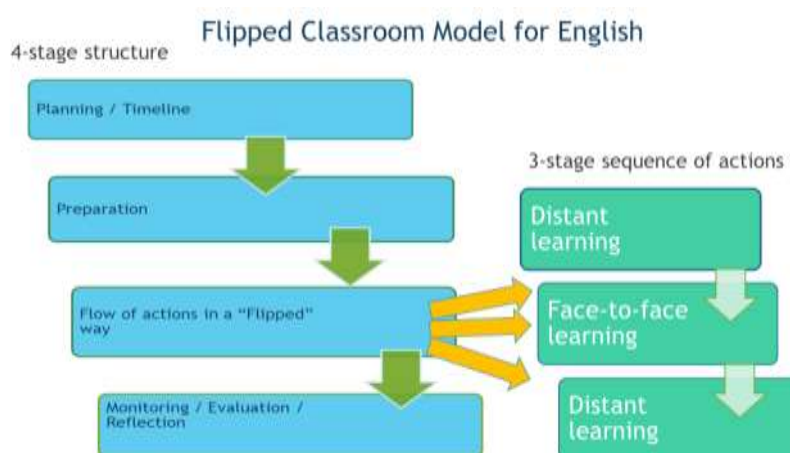 Flipped Classroom Model for English
4-stage structure
Planning / Timeline
Preparation
Flow of actions in a “Flipped”
way
Monitoring / Evaluation /
Reflection
3-stage sequence of actions
Distant
learning
Face-to-face
learning
Distant
learning